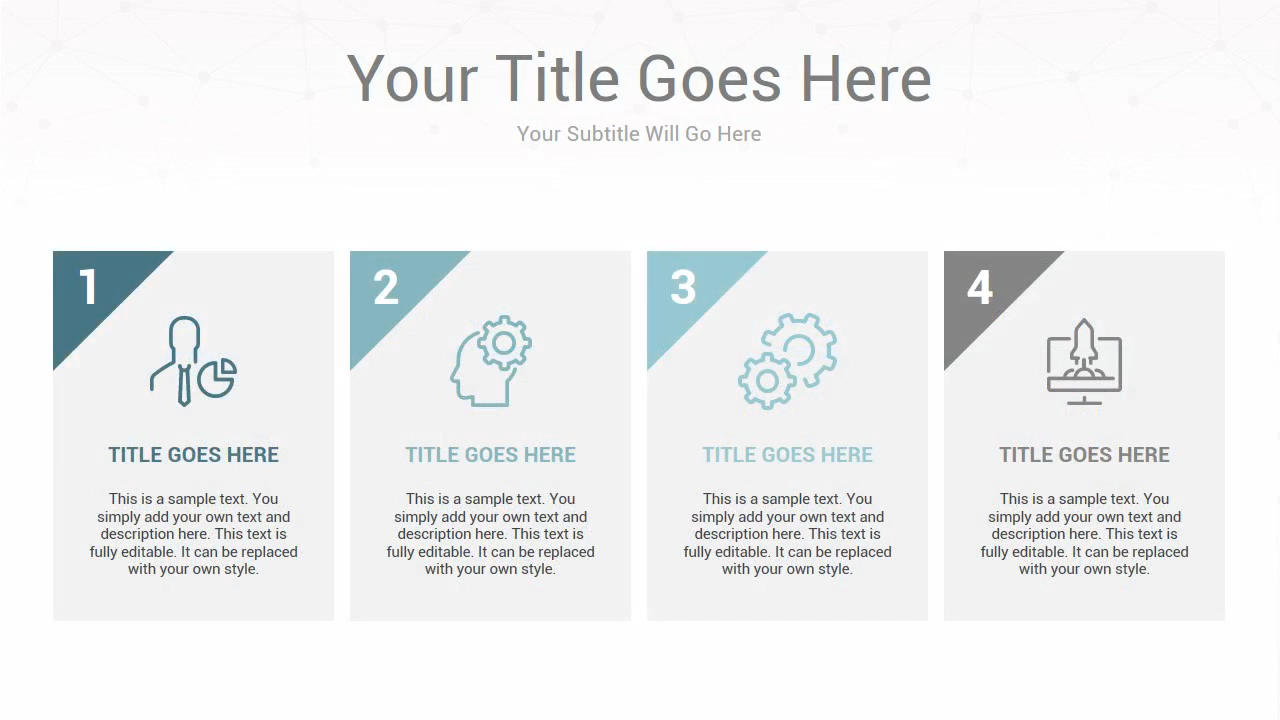 Your Title Goes Here
Your Subtitle Will Go Here
1
TITLE GOES HERE
This is a sample text. You
simply add your own text and
description here. This text is
fully editable. It can be replaced
with your own style.
2
TITLE GOES HERE
This is a sample text. You
simply add your own text and
description here. This text is
fully editable. It can be replaced
with your own style.
3
TITLE GOES HERE
This is a sample text. You
simply add your own text and
description here. This text is
fully editable. It can be replaced
with your own style.
4
TITLE GOES HERE
This is a sample text. You
simply add your own text and
description here. This text is
fully editable. It can be replaced
with your own style.